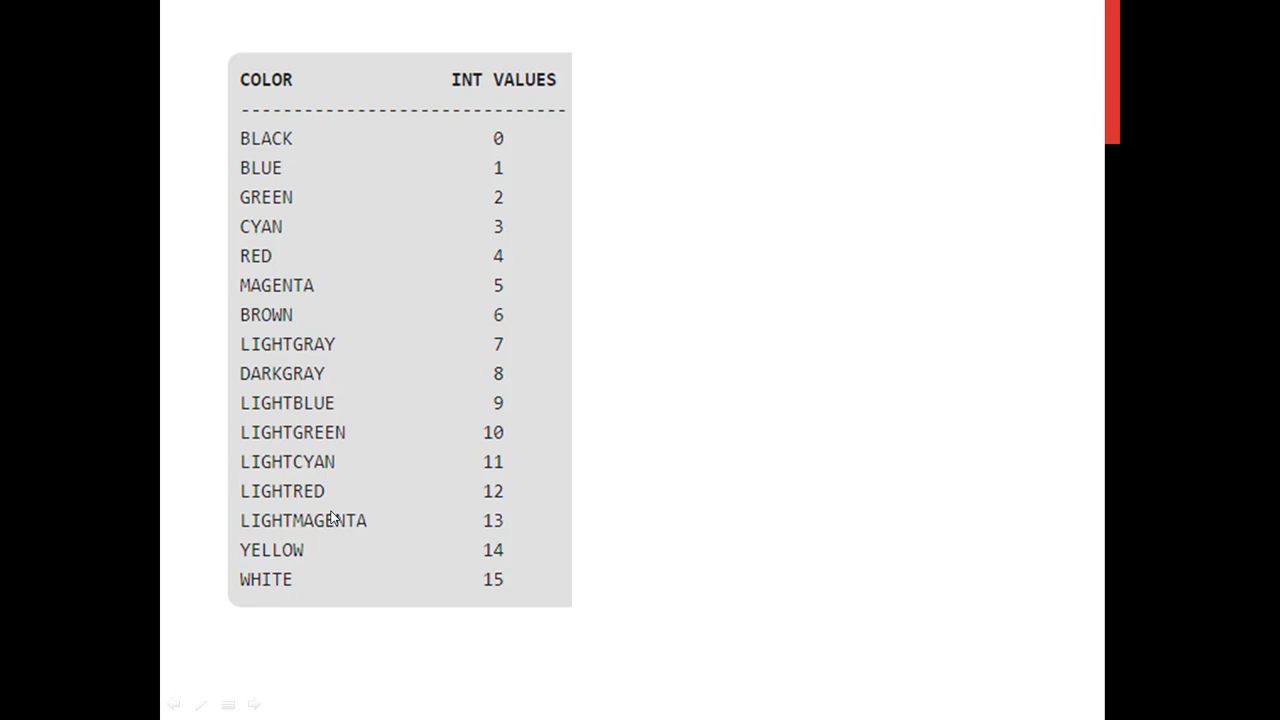 COLOR INT VALUES
-------------------------------
BLACK 0
BLUE 1
GREEN 2
CYAN 3
RED 4
MAGENTA 5
BROWN 6
LIGHTGRAY 7
DARKGRAY 8
LIGHTBLUE 9
LIGHTGREEN 10
LIGHTCYAN 11
LIGHTRED 12
LIGHTMAGENTA 13
YELLOW 14
WHITE 15